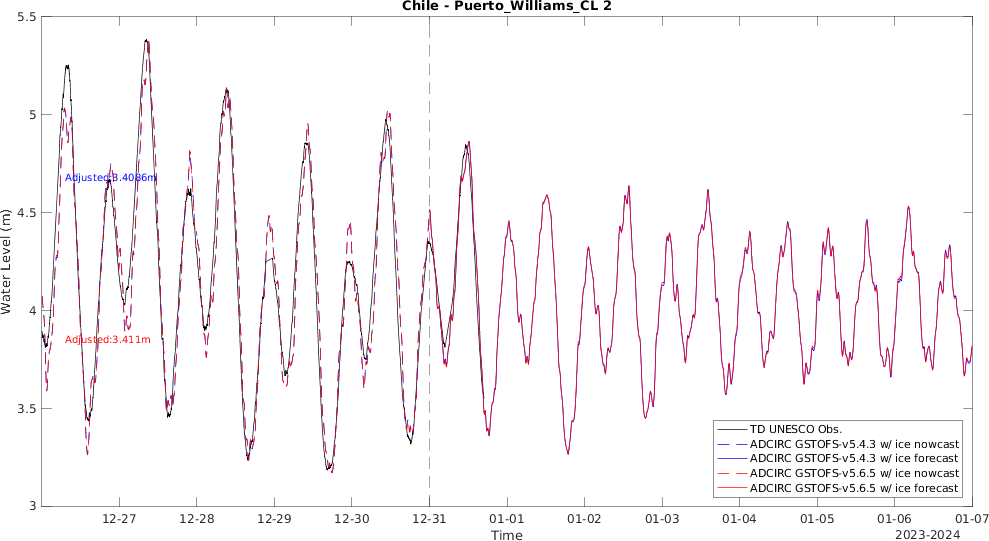 Chile - Puerto_Williams_CL 2
5.5
5
4.5
4
3.5
3
Water Level (m)
Adjusted:3.4086m
Adjusted:3.411m
TD UNESCO Obs.
ADCIRC GSTOFS-v5.4.3 w/ ice nowcast
ADCIRC GSTOFS-v5.4.3 w/ ice forecast
ADCIRC GSTOFS-v5.6.5 w/ ice nowcast
ADCIRC GSTOFS-v5.6.5 w/ ice forecast
12-27 12-28 12-29 12-30 12-31 01-01 01-02 01-03 01-04 01-05 01-06 01-07
Time
2023-2024